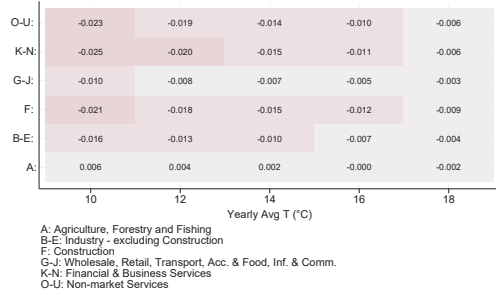 O-U: -0.023 -0.019 -0.014 -0.010 -0.006
K-N: -0.025 -0.020 -0.015 -0.011 -0.006
G-J: -0.010 -0.008 -0.007 -0.005 -0.003
F: -0.021 -0.018 -0.015 -0.012 -0.009
B-E: -0.016 -0.013 -0.010 -0.007 -0.004
A: 0.006 0.004 0.002 -0.000 -0.002
10 12 14 16 18
Yearly Avg T (°C)
A: Agriculture, Forestry and Fishing
B-E: Industry - excluding Construction
F: Construction
G-J: Wholesale, Retail, Transport, Acc. & Food, Inf. & Comm.
K-N: Financial & Business Services
O-U: Non-market Services